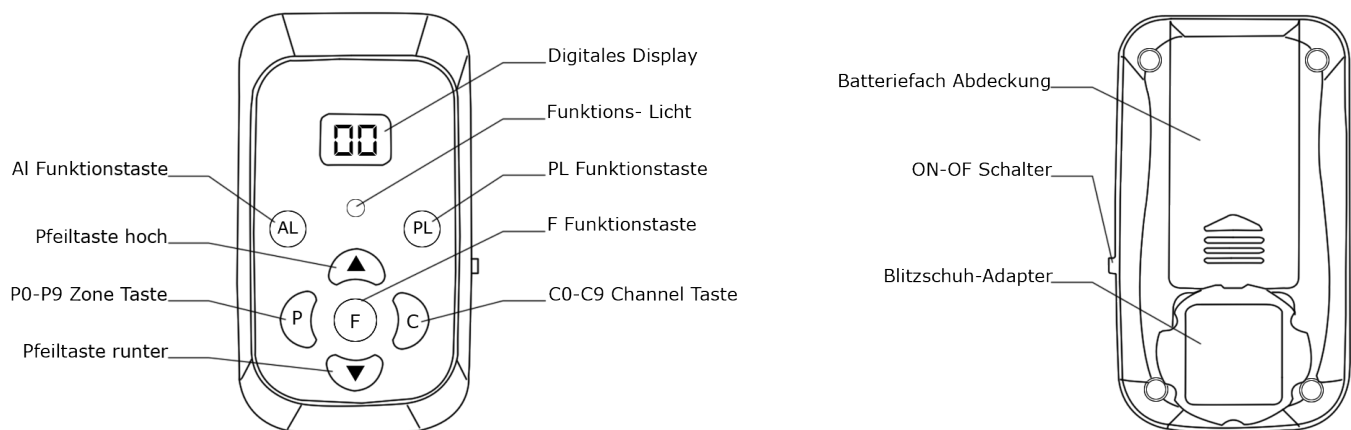 Digitales Display
Funktions- Licht
Al Funktionstaste
PL Funktionstaste
AL
PL
F Funktionstaste
Pfeiltaste hoch
P0-P9 Zone Taste
C0-C9 Channel Taste
P
F
C
Pfeiltaste runter
00
Batteriefach Abdeckung
ON-OF Schalter
Blitzschuh-Adapter